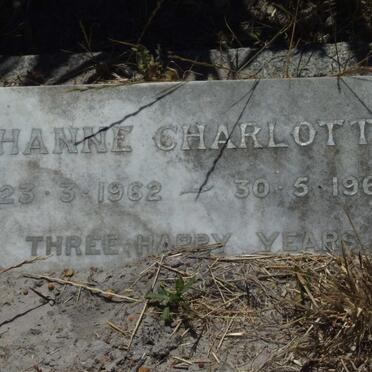 HANNE CHARLOTT
23·3·1962 — 30·5·196
THREE HAPPY YEARS